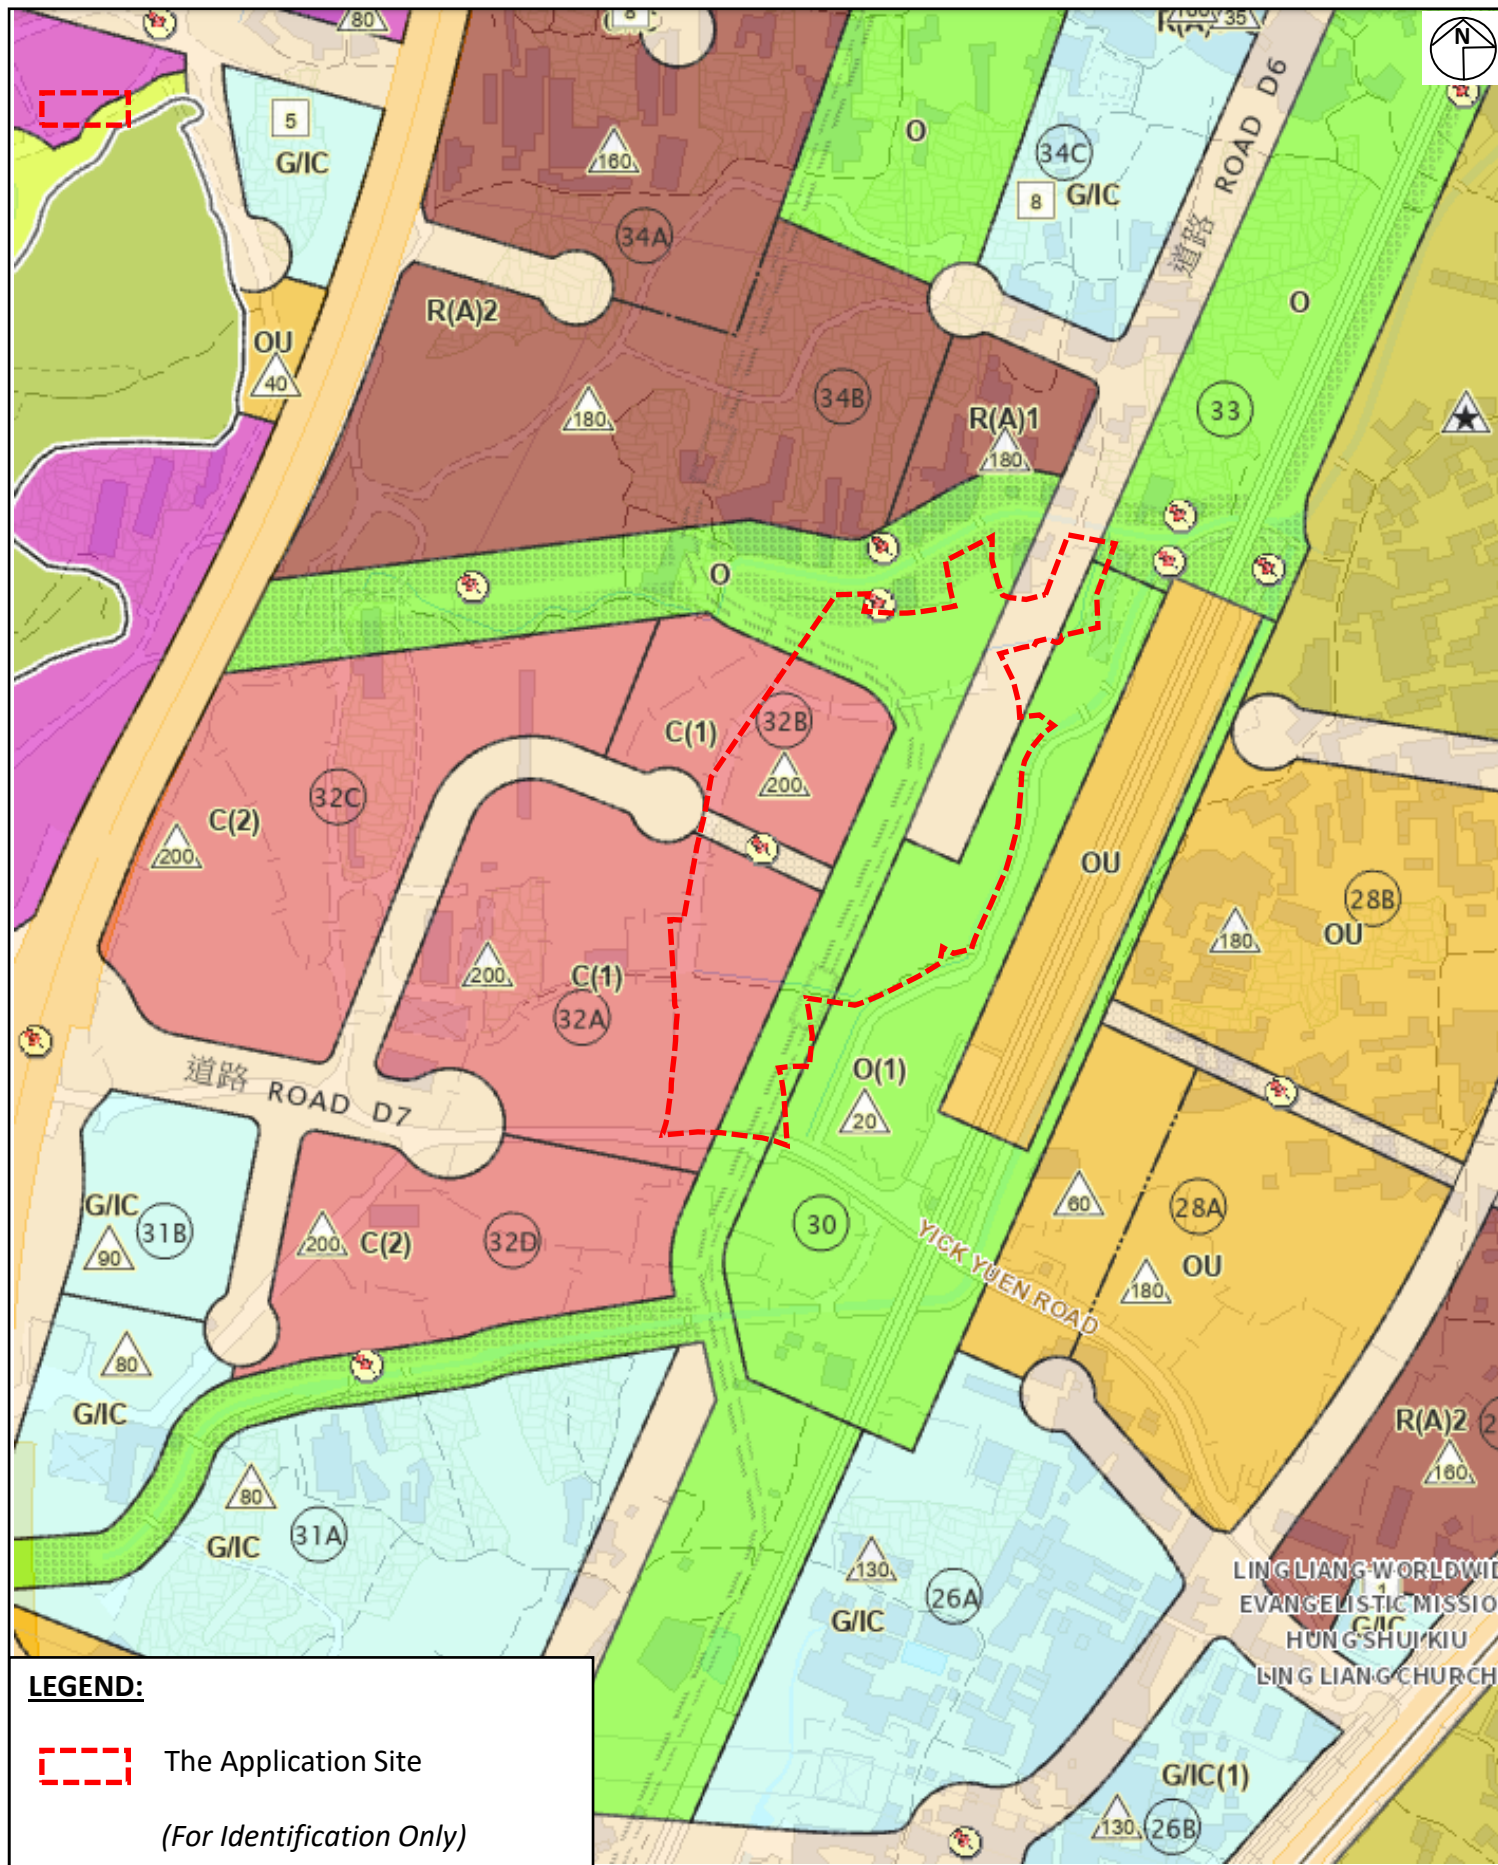 80
8
100
35
R(A)
N
5
G/IC
160
O
34C
8 G/IC
道路 ROAD D6
34A
R(A)2
O
OU
40
180
34B
R(A)1
180
33
O
C(1)
32B
200
32C
C(2)
200
OU
28B
180
OU
200
C(1)
32A
道路 ROAD D7
O(1)
20
G/IC
31B
90
200
C(2)
32D
30
YICK YUEN ROAD
60
28A
OU
180
80
G/IC
R(A)2
160
80
G/IC
31A
130
26A
G/IC
LING LIANG WORLDWID
EVANGELISTIC MISSIO
1
G/IC
HUNG SHUI KIU
LING LIANG CHURCH
G/IC(1)
130
26B
LEGEND:
The Application Site
(For Identification Only)